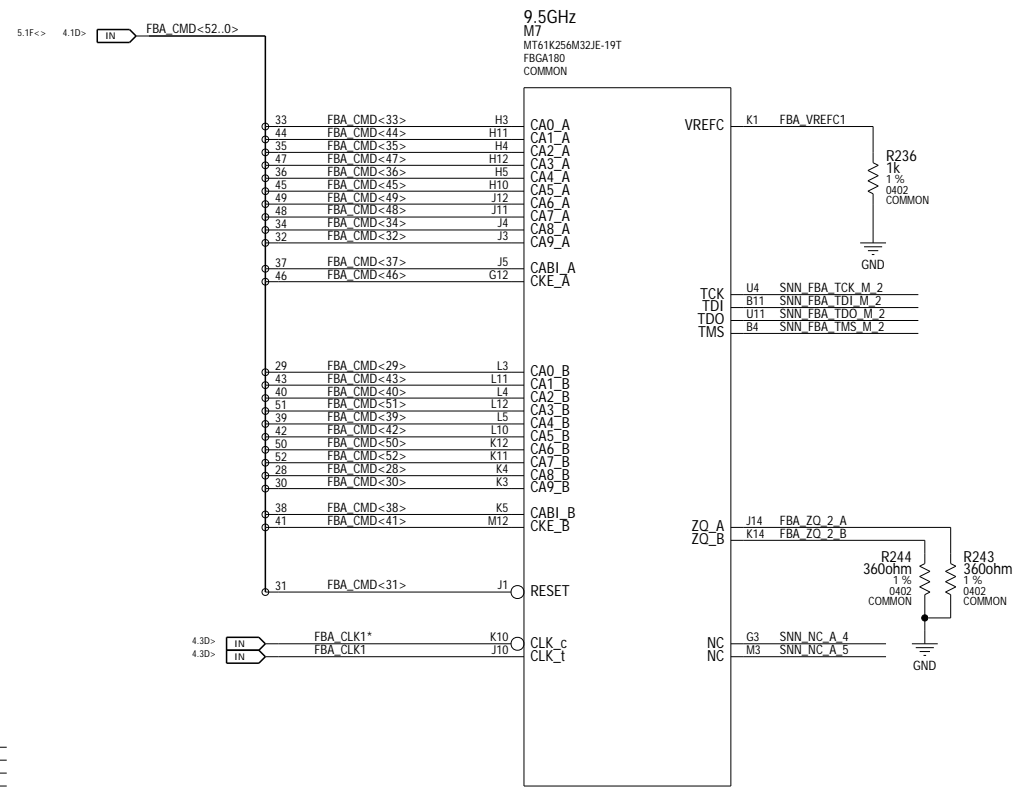 9.5GHz
M7
MT61K256M32JE-19T
FBGA180
COMMON
5.1F<> 4.1D> IN FBA_CMD<52..0>
33 FBA_CMD<33> H3 CA0_A
44 FBA_CMD<44> H11 CA1_A
35 FBA_CMD<35> H4 CA2_A
47 FBA_CMD<47> H12 CA3_A
36 FBA_CMD<36> H5 CA4_A
45 FBA_CMD<45> H10 CA5_A
49 FBA_CMD<49> J12 CA6_A
48 FBA_CMD<48> J11 CA7_A
34 FBA_CMD<34> J4 CA8_A
32 FBA_CMD<32> J3 CA9_A
37 FBA_CMD<37> J5 CABI_A
46 FBA_CMD<46> G12 CKE_A
29 FBA_CMD<29> L3 CA0_B
43 FBA_CMD<43> L11 CA1_B
40 FBA_CMD<40> L4 CA2_B
51 FBA_CMD<51> L12 CA3_B
39 FBA_CMD<39> L5 CA4_B
42 FBA_CMD<42> L10 CA5_B
50 FBA_CMD<50> K12 CA6_B
52 FBA_CMD<52> K11 CA7_B
28 FBA_CMD<28> K4 CA8_B
30 FBA_CMD<30> K3 CA9_B
38 FBA_CMD<38> K5 CABI_B
41 FBA_CMD<41> M12 CKE_B
31 FBA_CMD<31> J1 RESET
4.3D> IN FBA_CLK1* K10 CLK_c
4.3D> IN FBA_CLK1 J10 CLK_t
VREFC K1 FBA_VREFC1
R236
1k
1 %
0402
COMMON
GND
TCK U4 SNN_FBA_TCK_M_2
TDI B11 SNN_FBA_TDI_M_2
TDO U11 SNN_FBA_TDO_M_2
TMS B4 SNN_FBA_TMS_M_2
ZQ_A J14 FBA_ZQ_2_A
ZQ_B K14 FBA_ZQ_2_B
R244
360ohm
1 %
0402
COMMON
R243
360ohm
1 %
0402
COMMON
NC G3 SNN_NC_A_4
NC M3 SNN_NC_A_5
GND